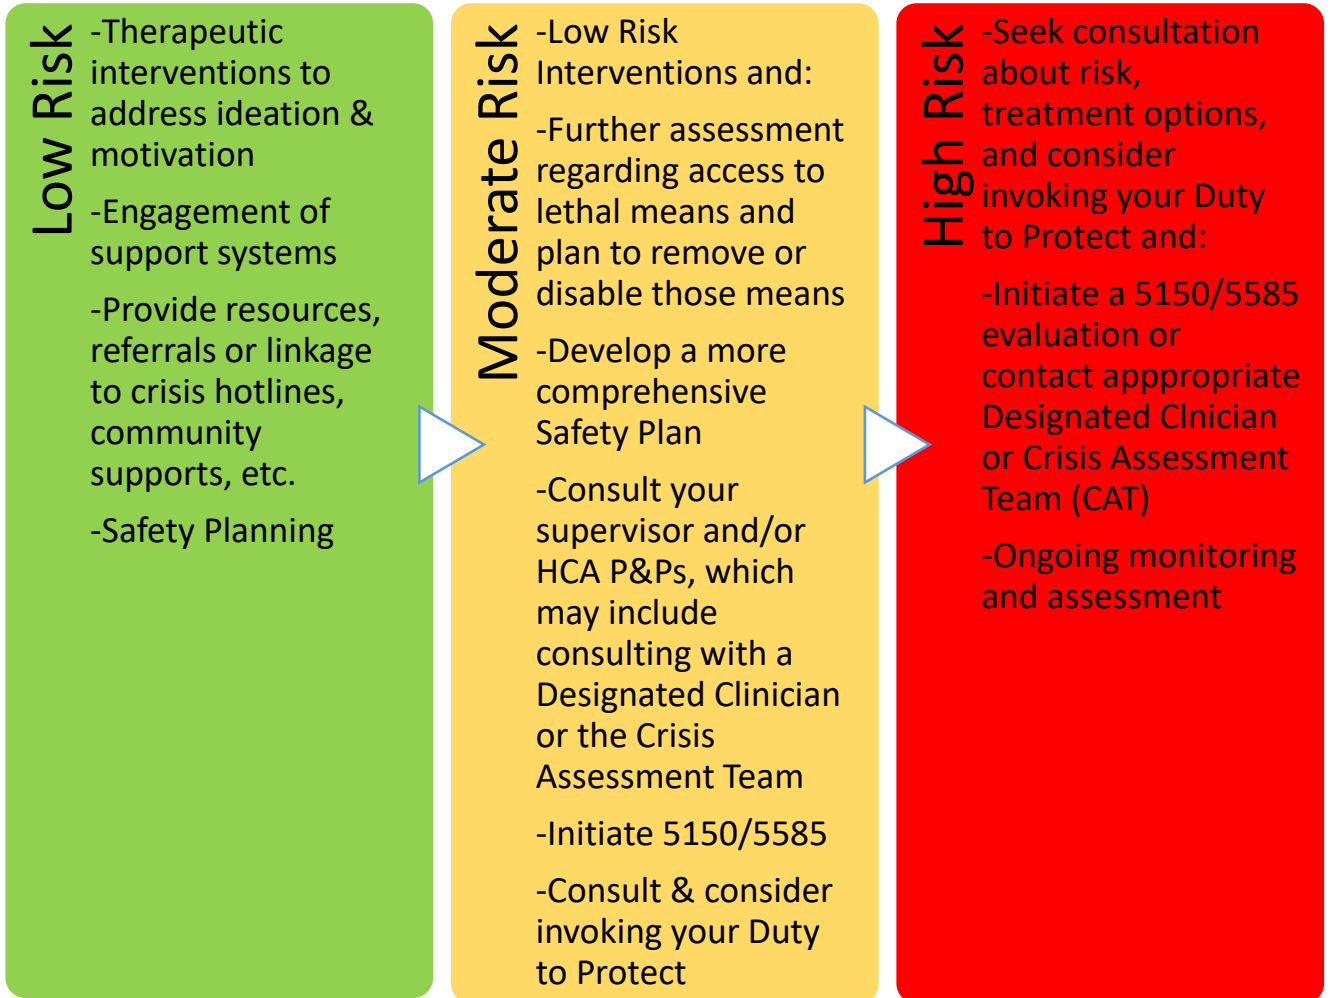 Low Risk
-Therapeutic
interventions to
address ideation &
motivation
-Engagement of
support systems
-Provide resources,
referrals or linkage
to crisis hotlines,
community
supports, etc.
-Safety Planning
Moderate Risk
-Low Risk
Interventions and:
-Further assessment
regarding access to
lethal means and
plan to remove or
disable those means
-Develop a more
comprehensive
Safety Plan
-Consult your
supervisor and/or
HCA P&Ps, which
may include
consulting with a
Designated Clinician
or the Crisis
Assessment Team
-Initiate 5150/5585
-Consult & consider
invoking your Duty
to Protect
High Risk
-Seek consultation
about risk,
treatment options,
and consider
invoking your Duty
to Protect and:
-Initiate a 5150/5585
evaluation or
contact apppropriate
Designated Clnician
or Crisis Assessment
Team (CAT)
-Ongoing monitoring
and assessment